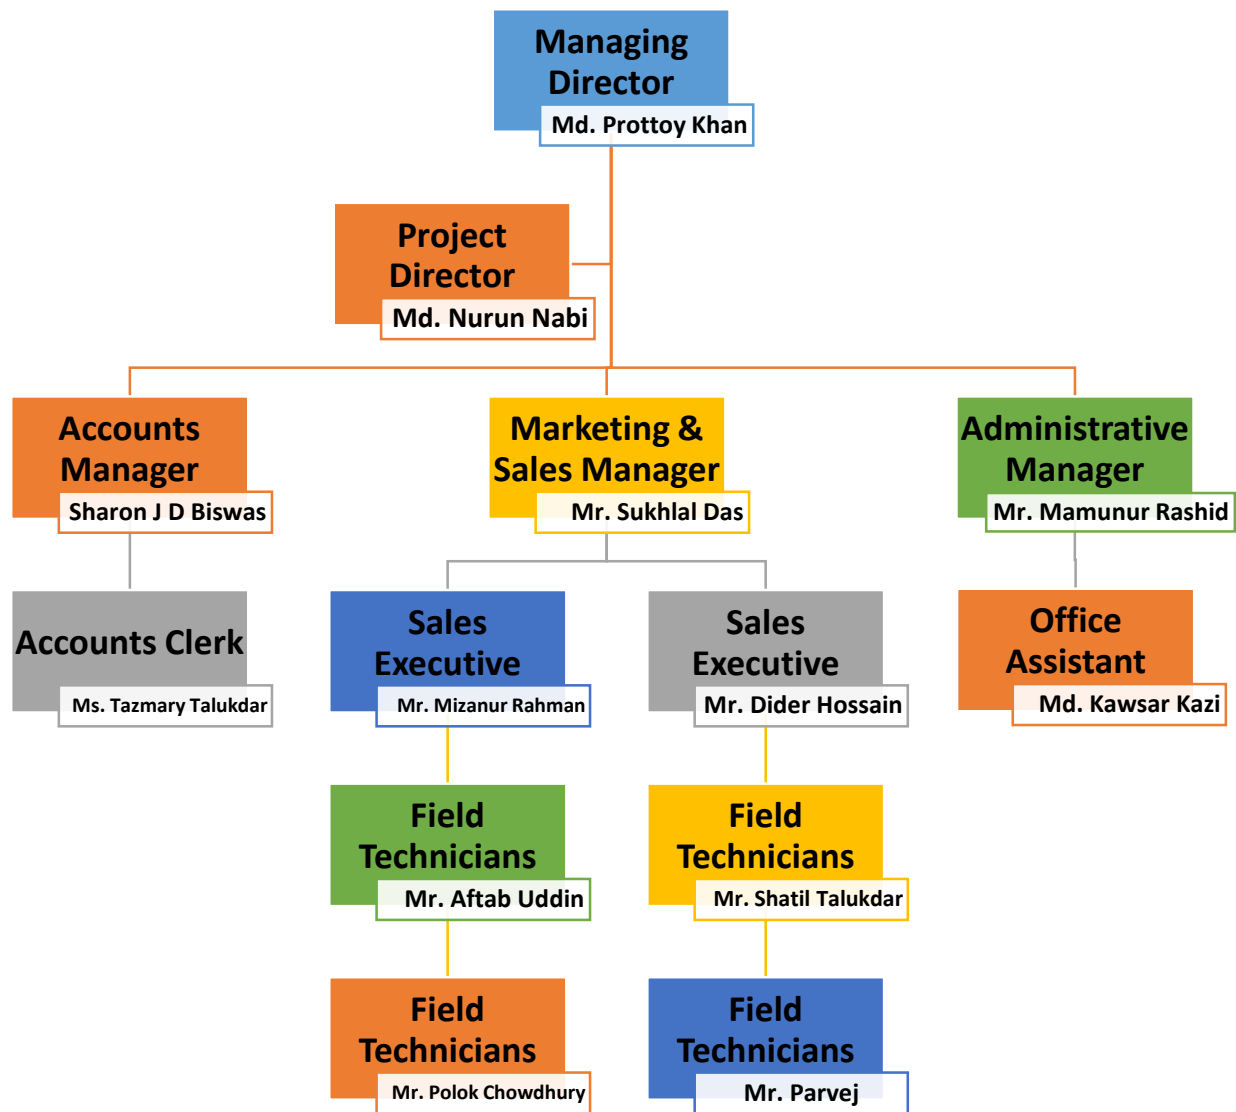 Managing
Director
Md. Prottoy Khan
Project
Director
Md. Nurun Nabi
Accounts
Manager
Sharon J D Biswas
Marketing &
Sales Manager
Mr. Sukhlal Das
Administrative
Manager
Mr. Mamunur Rashid
Accounts Clerk
Ms. Tazmary Talukdar
Sales
Executive
Mr. Mizanur Rahman
Sales
Executive
Mr. Dider Hossain
Office
Assistant
Md. Kawsar Kazi
Field
Technicians
Mr. Aftab Uddin
Field
Technicians
Mr. Shatil Talukdar
Field
Technicians
Mr. Polok Chowdhury
Field
Technicians
Mr. Parvej